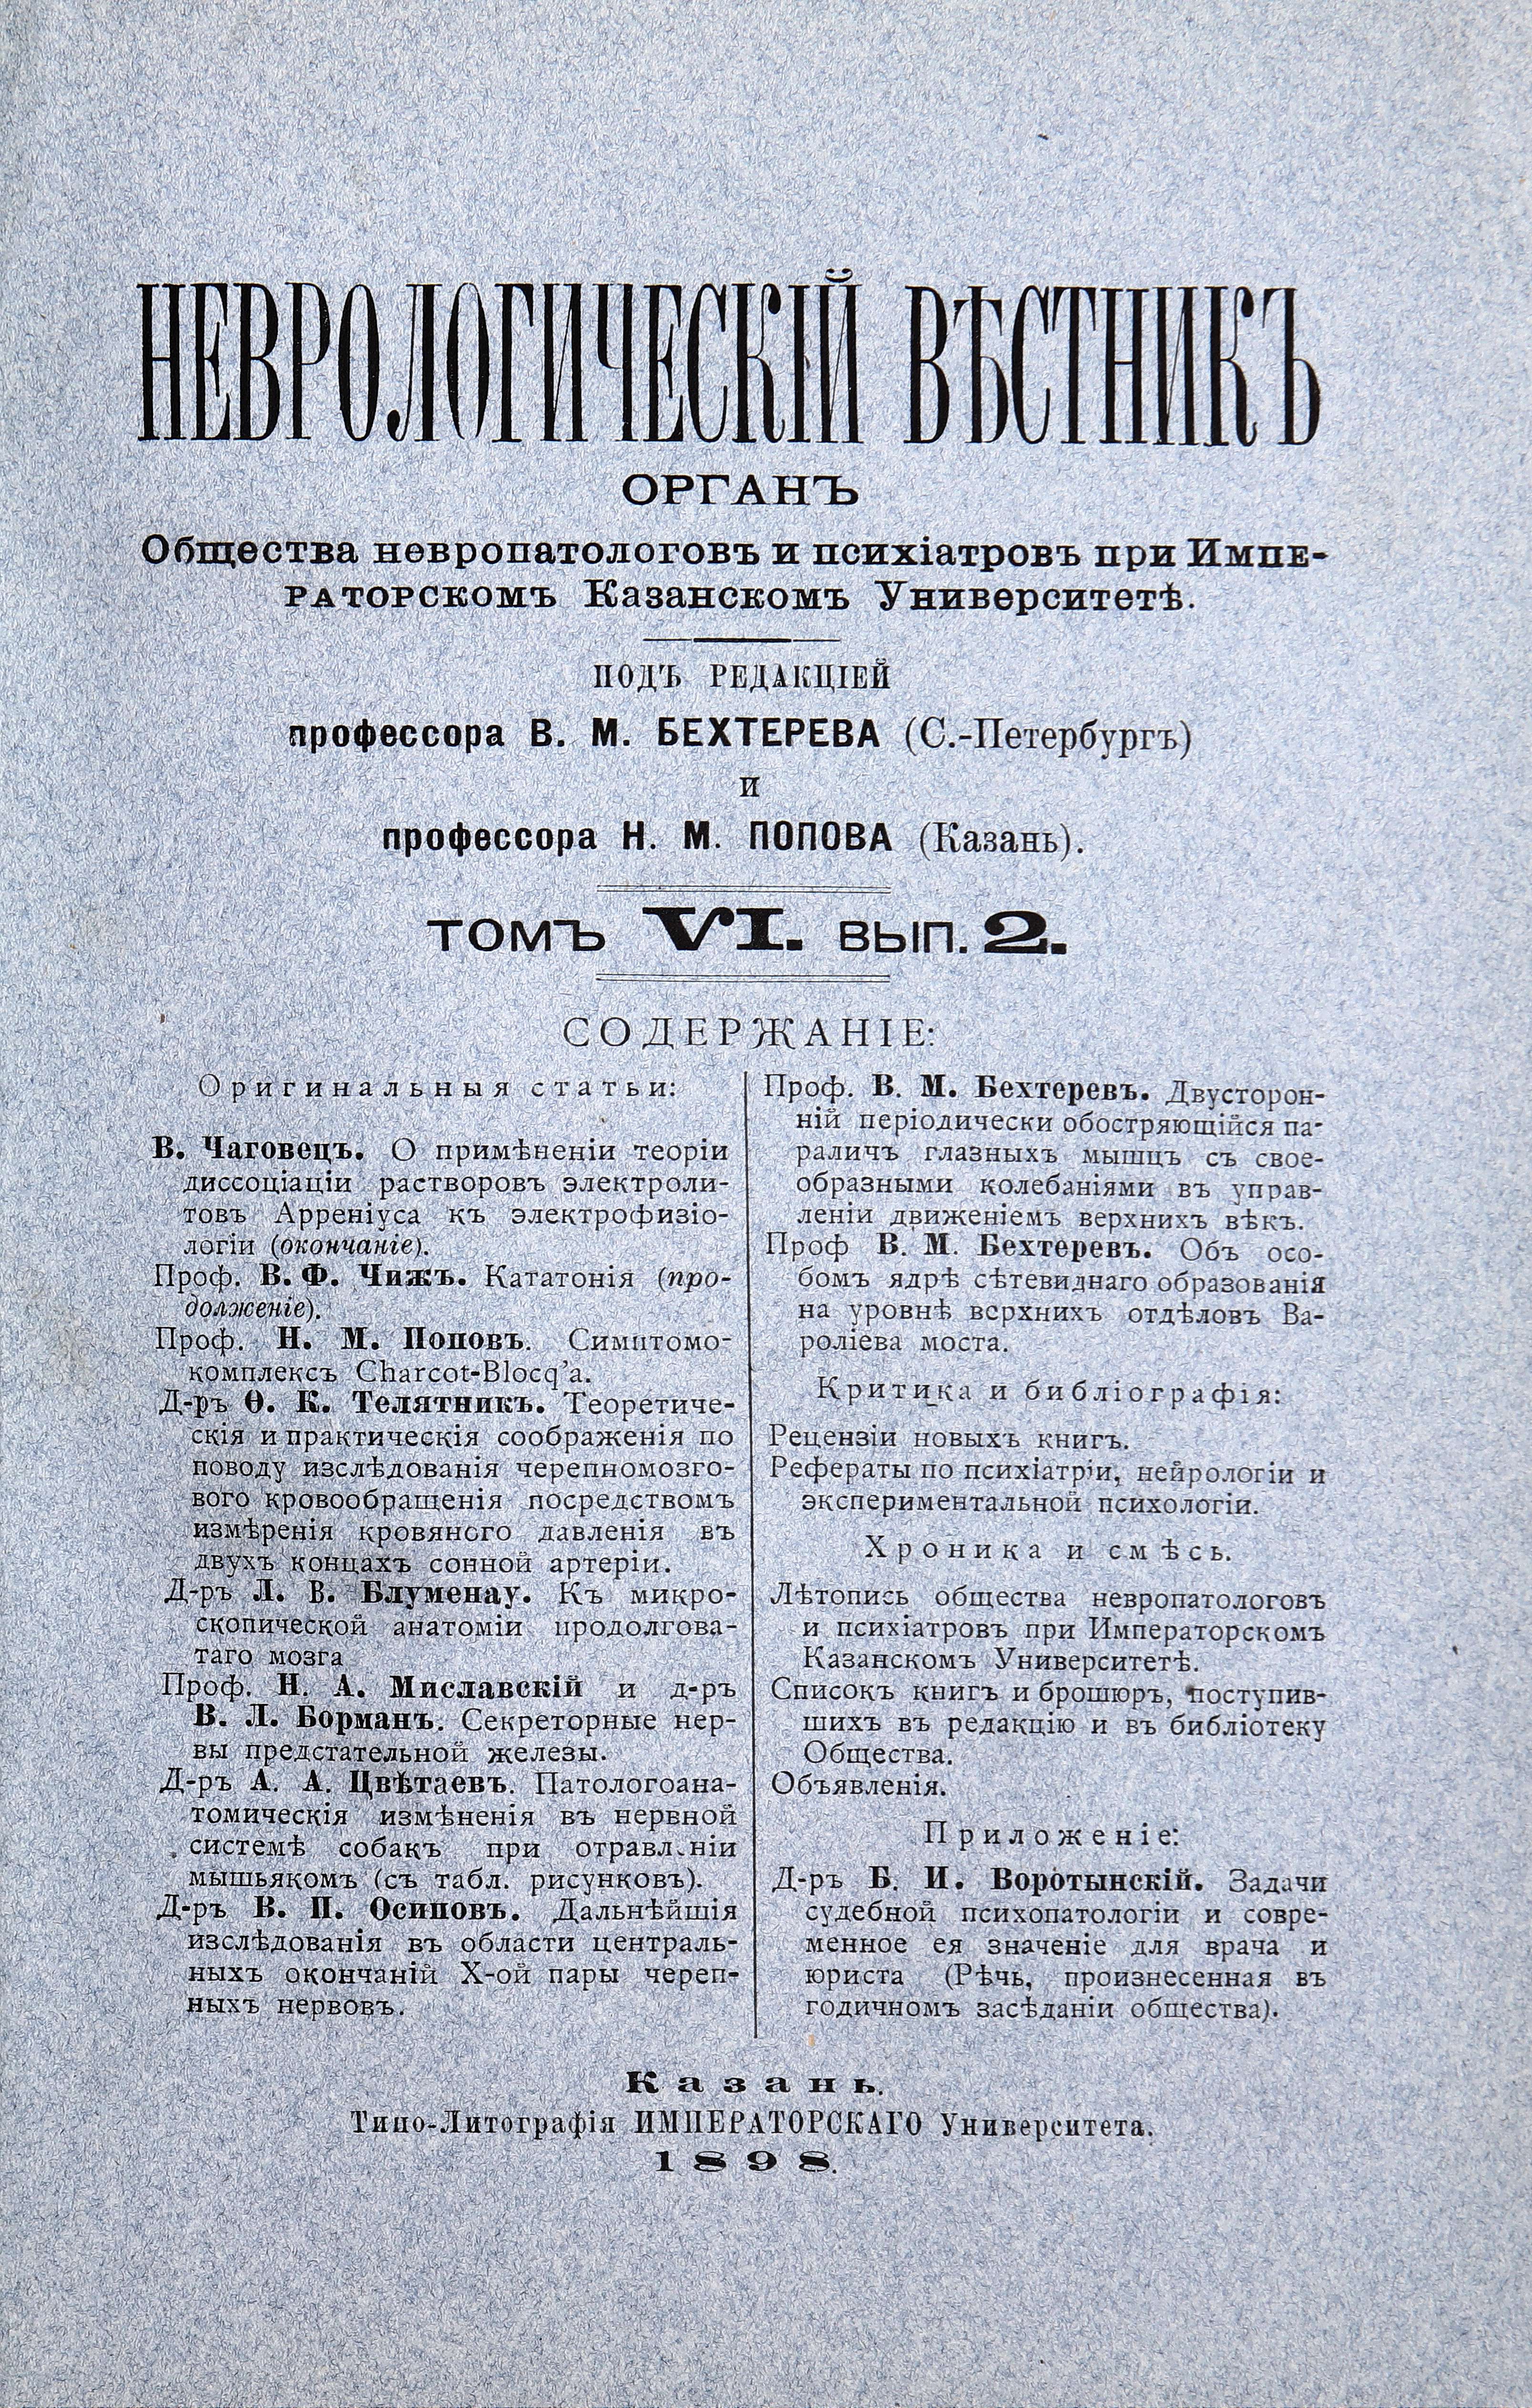 НЕВРОЛОГИЧЕСКІЙ ВѢСТНИКЪ
ОРГАНЪ
Общества невропатологовъ и психіатровъ при Импе-
раторскомъ Казанскомъ Университетѣ.
ПОДЪ РЕДАКЦІЕЙ
профессора В. М. БЕХТЕРЕВА (С.-Петербургъ)
и
профессора Н. М. ПОПОВА (Казань).
ТОМЪ VI. ВЫП. 2.
СОДЕРЖАНІЕ:
Оригинальныя статьи:
В. Чаговецъ. О примѣненіи теоріи
диссоціаціи растворовъ электроли-
товъ Арреніуса къ электрофизіо-
логіи (окончаніе).
Проф. В. Ф. Чижъ. Кататонія (про-
долженіе).
Проф. Н. М. Поповъ. Симптомо-
комплексъ Charcot-Blocq'a.
Д-ръ Ѳ. К. Телятникъ. Теоретиче-
скія и практическія соображенія по
поводу изслѣдованія черепномозго-
вого кровообращенія посредствомъ
измѣренія кровяного давленія въ
двухъ концахъ сонной артеріи.
Д-ръ Л. В. Блуменау. Къ микро-
скопической анатоміи продолгова-
таго мозга
Проф. Н. А. Миславскій и д-ръ
В. Л. Борманъ. Секреторные нер-
вы предстательной железы.
Д-ръ А. А. Цвѣтаевъ. Патологоана-
томическія измѣненія въ нервной
системѣ собакъ при отравленіи
мышьякомъ (съ табл. рисунковъ).
Д-ръ В. П. Осиповъ. Дальнѣйшія
изслѣдованія въ области централь-
ныхъ окончаній X-ой пары череп-
ныхъ нервовъ.
Проф. В. М. Бехтеревъ. Двусторон-
ній періодически обостряющійся па-
раличъ глазныхъ мышцъ съ свое-
образными колебаніями въ управ-
леніи движеніемъ верхнихъ вѣкъ.
Проф В. М. Бехтеревъ. Объ осо-
бомъ ядрѣ сѣтевиднаго образованія
на уровнѣ верхнихъ отдѣловъ Ва-
роліева моста.
Критика и библіографія:
Рецензіи новыхъ книгъ.
Рефераты по психіатріи, нейрологіи и
экспериментальной психологіи.
Хроника и смѣсь.
Лѣтопись общества невропатологовъ
и психіатровъ при Императорскомъ
Казанскомъ Университетѣ.
Списокъ книгъ и брошюръ, поступив-
шихъ въ редакцію и въ библіотеку
Общества.
Объявленія.
Приложеніе:
Д-ръ Б. И. Воротынскій. Задачи
судебной психопатологіи и совре-
менное ея значеніе для врача и
юриста (Рѣчь, произнесенная въ
годичномъ засѣданіи общества).
Казань.
Типо-Литографія ИМПЕРАТОРСКАГО Университета.
1898.